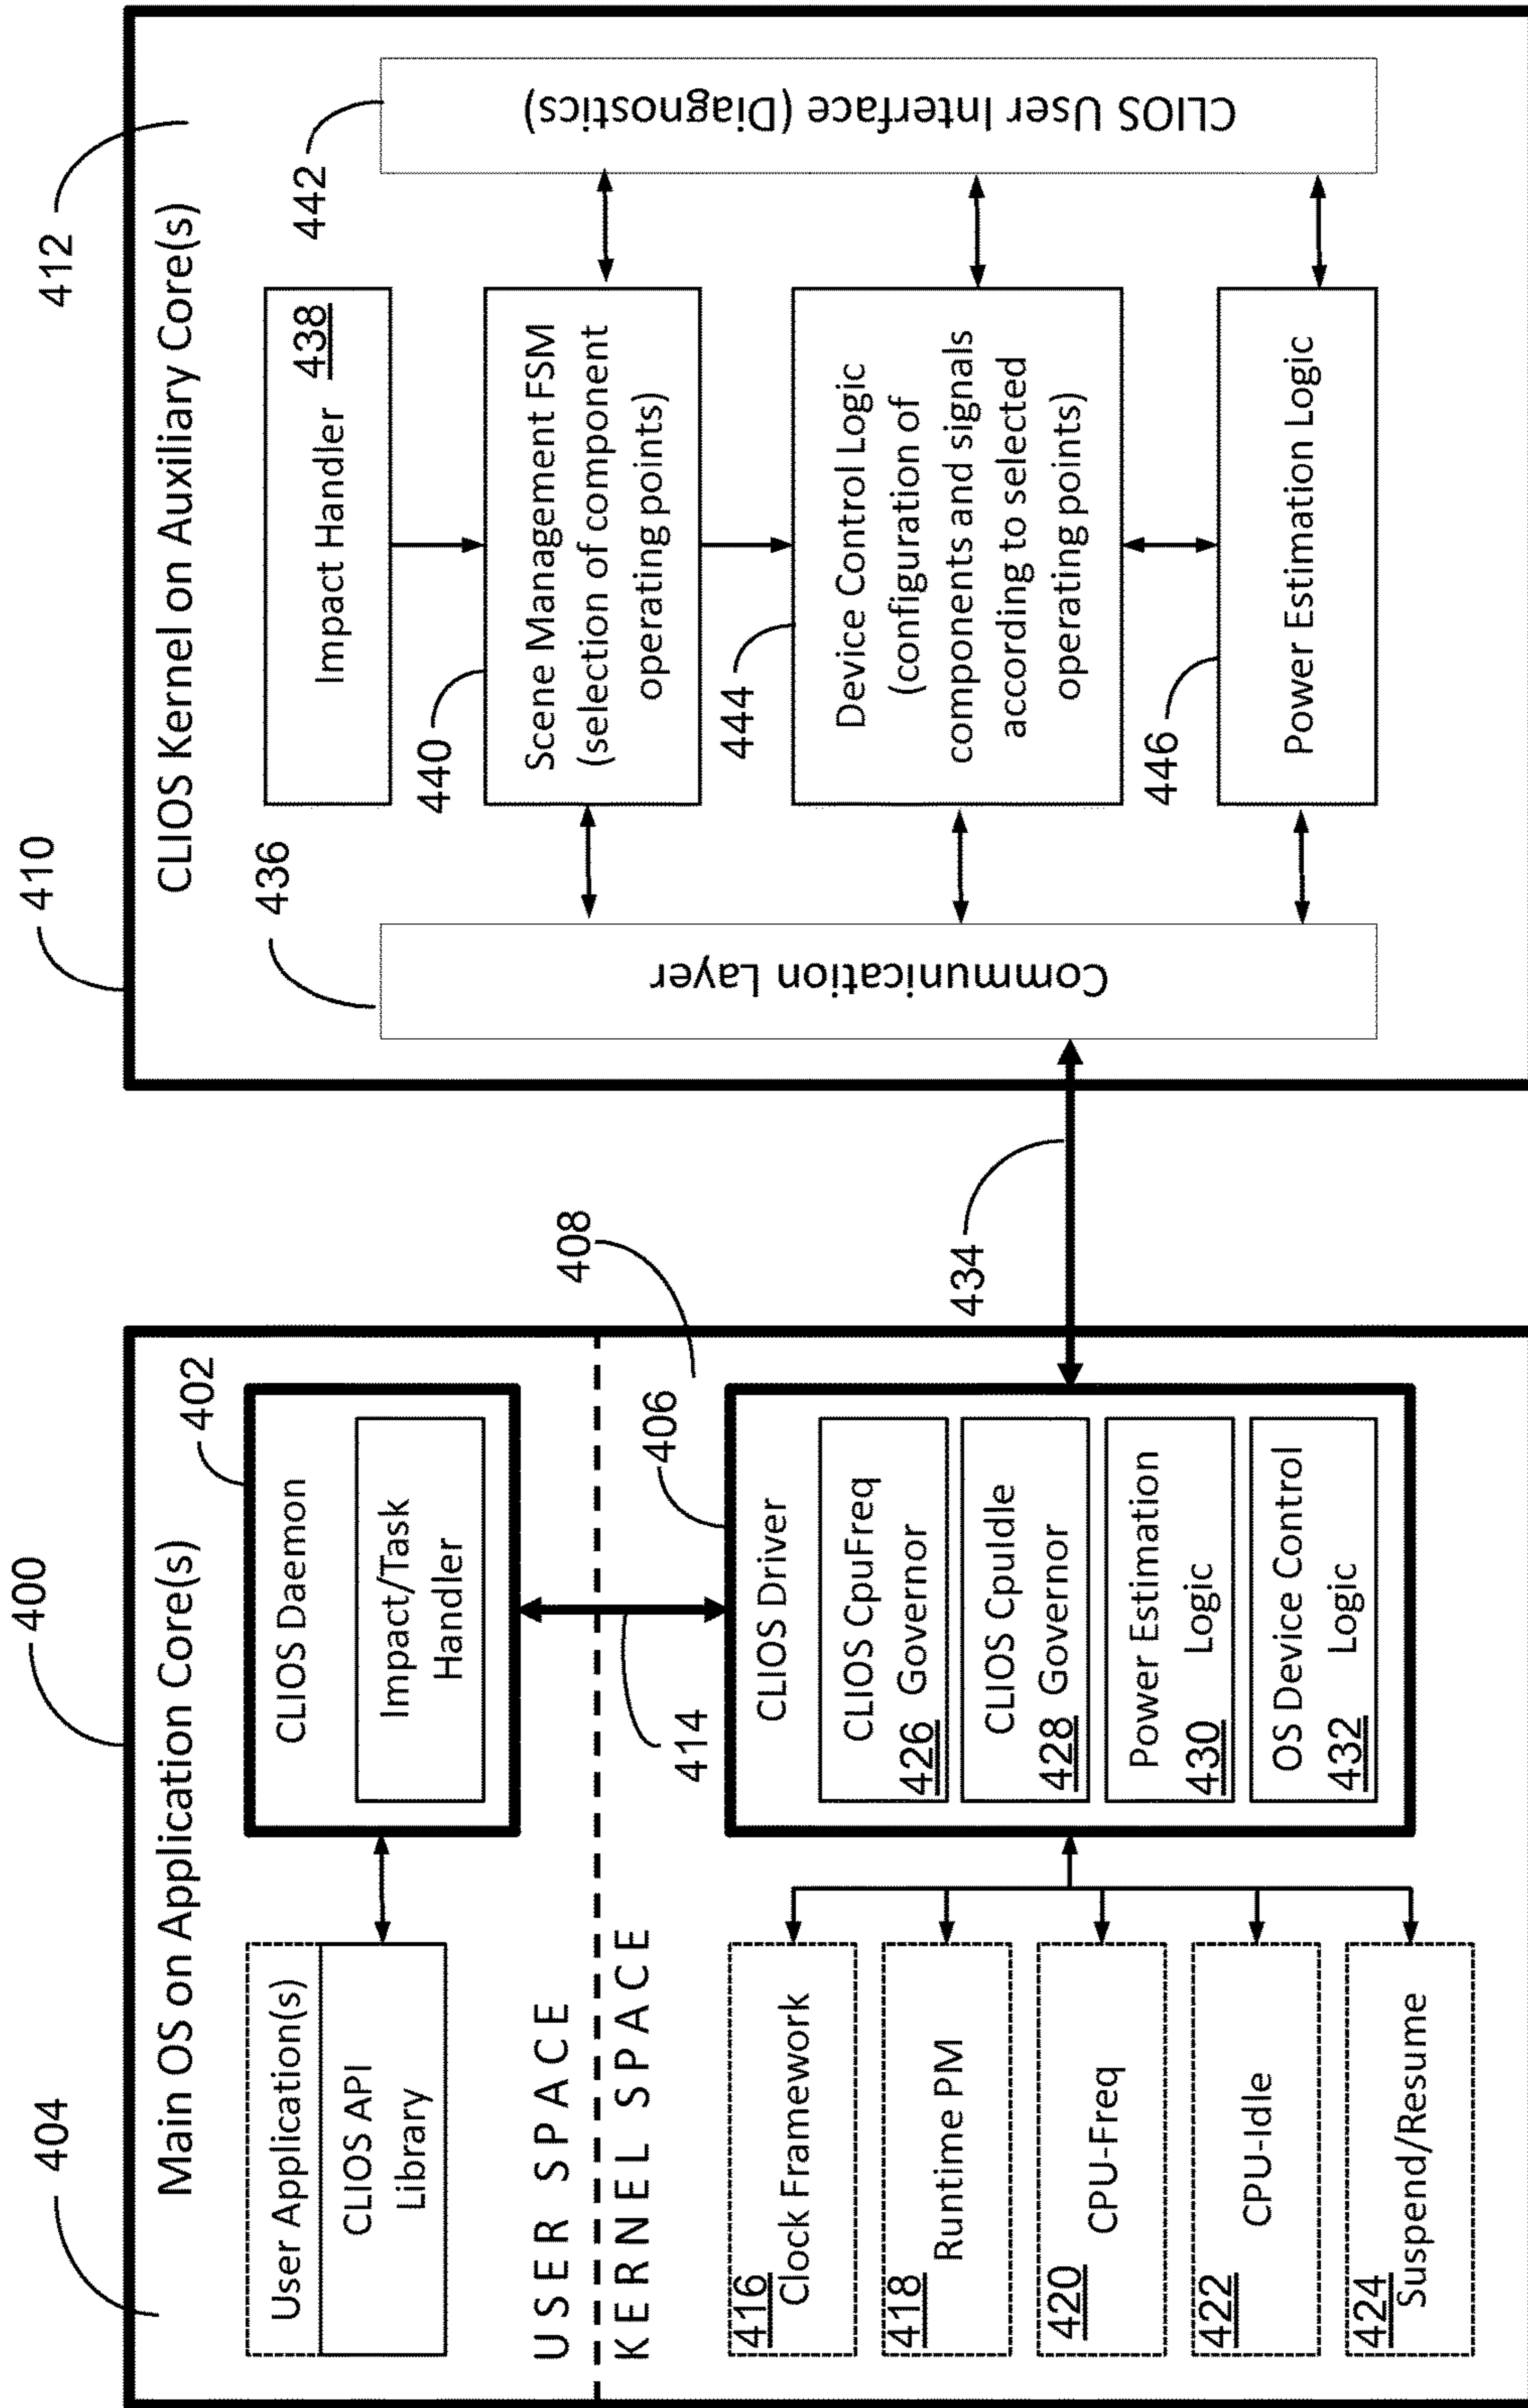 400
404
Main OS on Application Core(s)
User Application(s)
CLIOS API
Library
402
CLIOS Daemon
Impact/Task
Handler
USER SPACE
KERNEL SPACE
414
408
406
416
Clock Framework
418
Runtime PM
420
CPU-Freq
422
CPU-Idle
424
Suspend/Resume
CLIOS Driver
CLIOS CpuFreq
426 Governor
CLIOS CpuIdle
428 Governor
Power Estimation
430 Logic
OS Device Control
432 Logic
434
410
412
CLIOS Kernel on Auxiliary Core(s)
436
Communication Layer
Impact Handler
438
440
Scene Management FSM
(selection of component
operating points)
444
Device Control Logic
(configuration of
components and signals
according to selected
operating points)
446
Power Estimation Logic
442
CLIOS User Interface (Diagnostics)